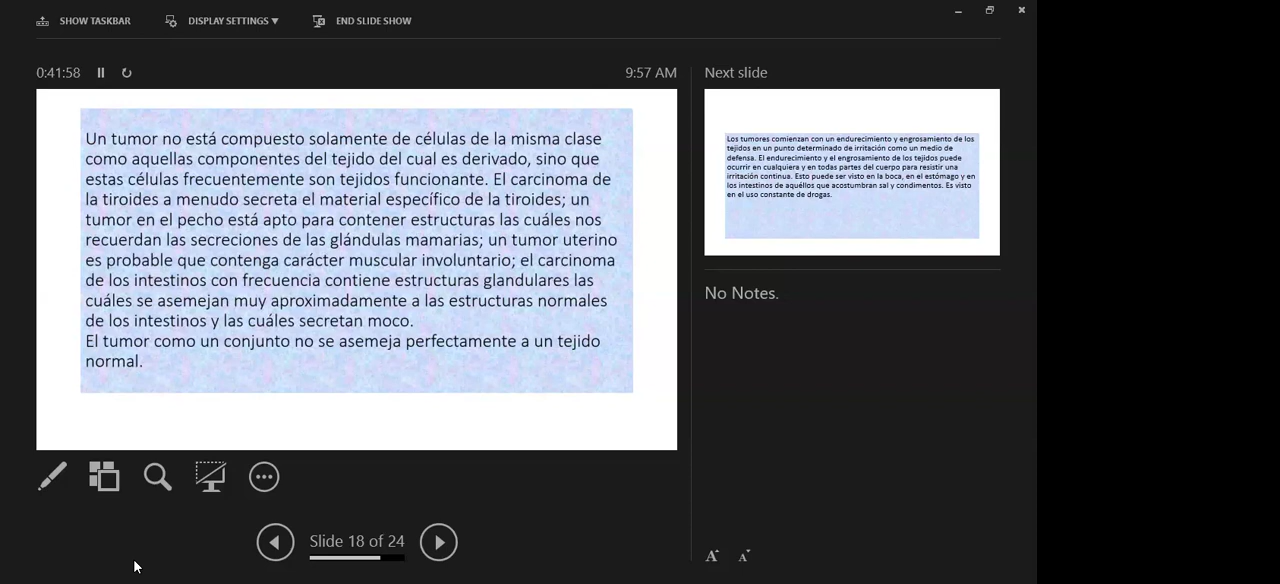 SHOW TASKBAR
DISPLAY SETTINGS ▼
END SLIDE SHOW
0:41:58
9:57 AM
Un tumor no está compuesto solamente de células de la misma clase
como aquellas componentes del tejido del cual es derivado, sino que
estas células frecuentemente son tejidos funcionante. El carcinoma de
la tiroides a menudo secreta el material específico de la tiroides; un
tumor en el pecho está apto para contener estructuras las cuáles nos
recuerdan las secreciones de las glándulas mamarias; un tumor uterino
es probable que contenga carácter muscular involuntario; el carcinoma
de los intestinos con frecuencia contiene estructuras glandulares las
cuáles se asemejan muy aproximadamente a las estructuras normales
de los intestinos y las cuáles secretan moco.
El tumor como un conjunto no se asemeja perfectamente a un tejido
normal.
Slide 18 of 24
Next slide
Los tumores comienzan con un endurecimiento y engrosamiento de los
tejidos en un punto determinado de irritación como un medio de
defensa. El endurecimiento y el engrosamiento de los tejidos puede
ocurrir en cualquiera y en todas partes del cuerpo para resistir una
irritación continua. Esto puede ser visto en la boca, en el estómago y en
los intestinos de aquéllos que acostumbran sal y condimentos. Es visto
en el uso constante de drogas.
No Notes.
A A